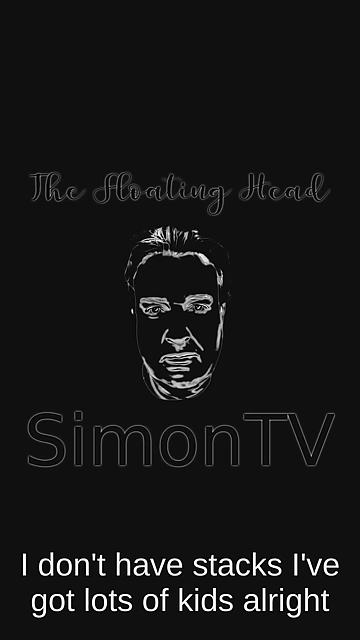 The Floating Head
SimonTV
I don't have stacks I've
got lots of kids alright